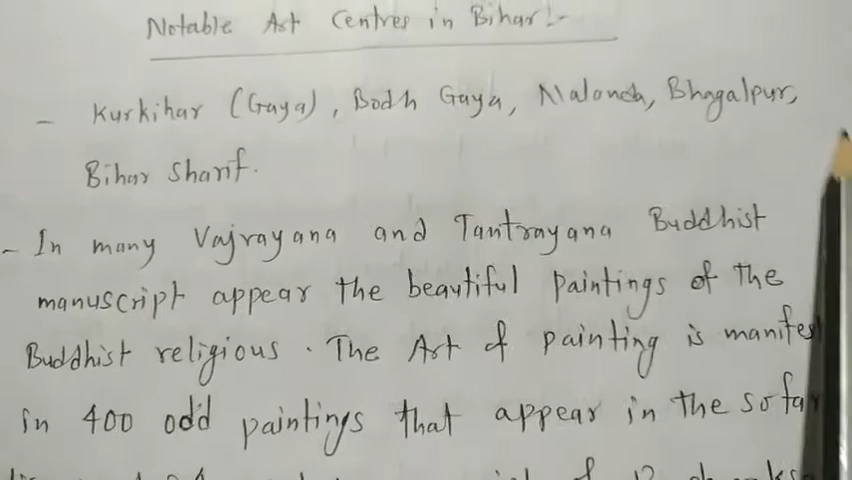 Notable Art Centres in Bihar:-
- Kurkihar (Gaya), Bodh Gaya, Nalanda, Bhagalpur,
Bihar Sharif.
- In many Vajrayana and Tantrayana Buddhist
manuscript appear the beautiful paintings of the
Buddhist religious. The Art of painting is manifes
in 400 odd paintings that appear in the so far